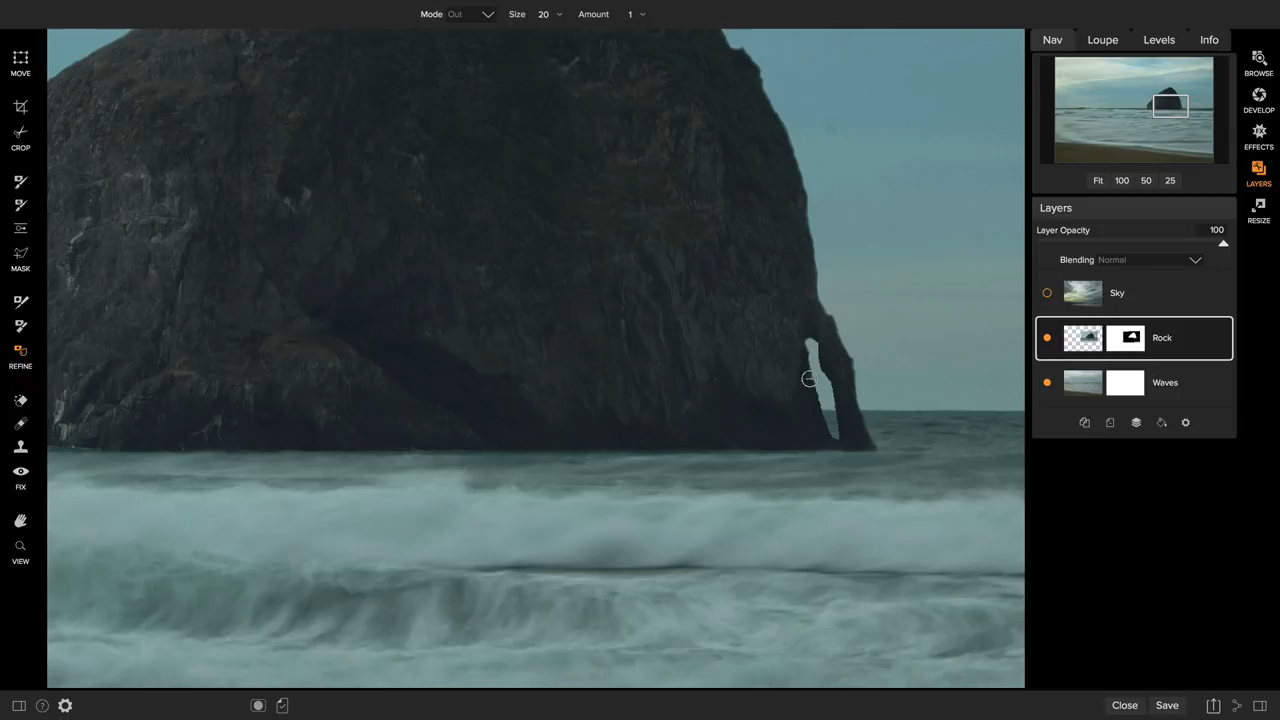 Mode Out Size 20 Amount 1
MOVE
CROP
MASK
REFINE
FIX
VIEW
Nav Loupe Levels Info
Fit 100 50 25
Layers
Layer Opacity 100
Blending Normal
Sky
Rock
Waves
BROWSE
DEVELOP
EFFECTS
LAYERS
RESIZE
Close Save